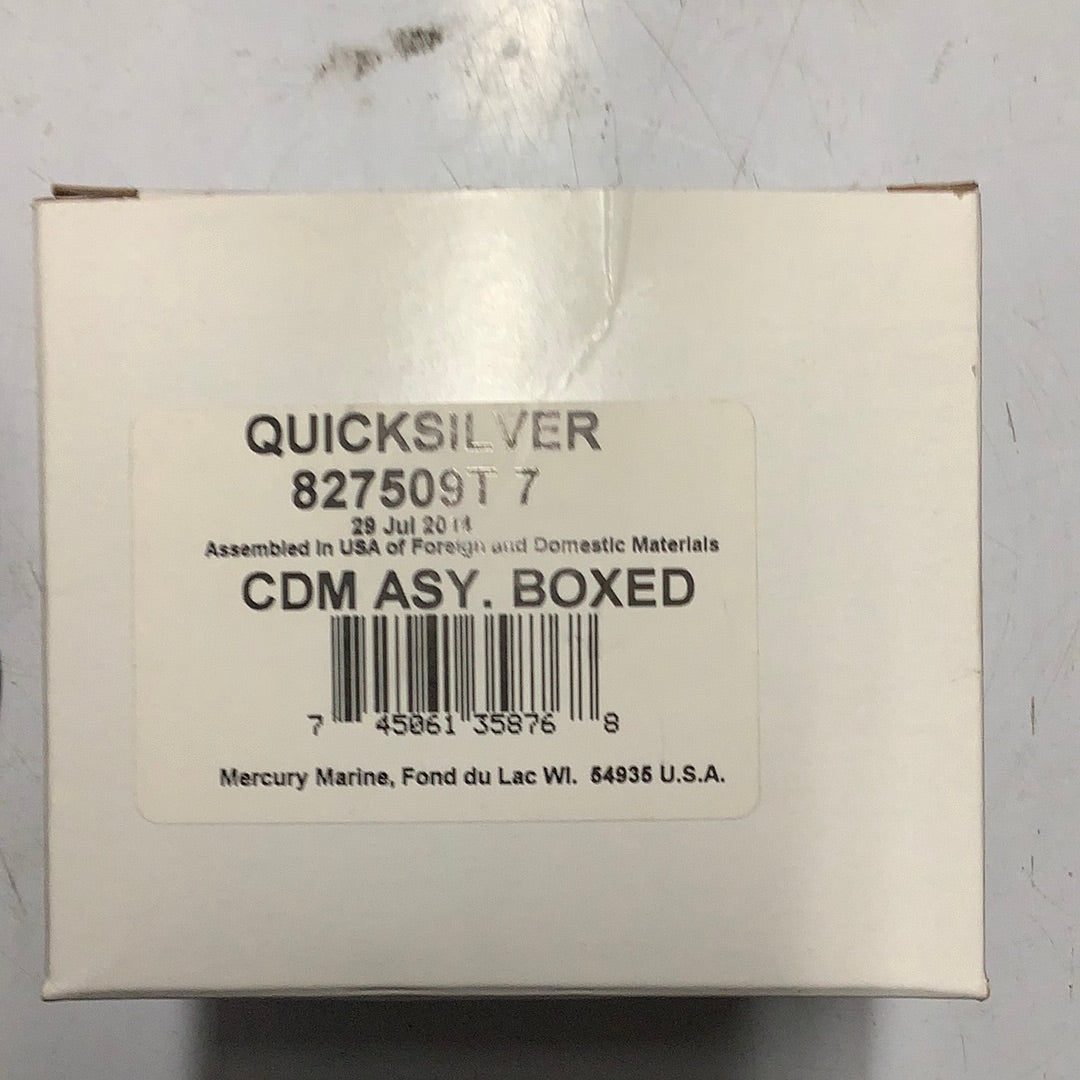 QUICKSILVER
827509T 7
29 Jul 2014
Assembled in USA of Foreign and Domestic Materials
CDM ASY. BOXED
7 45061 35876 8
Mercury Marine, Fond du Lac WI. 54935 U.S.A.